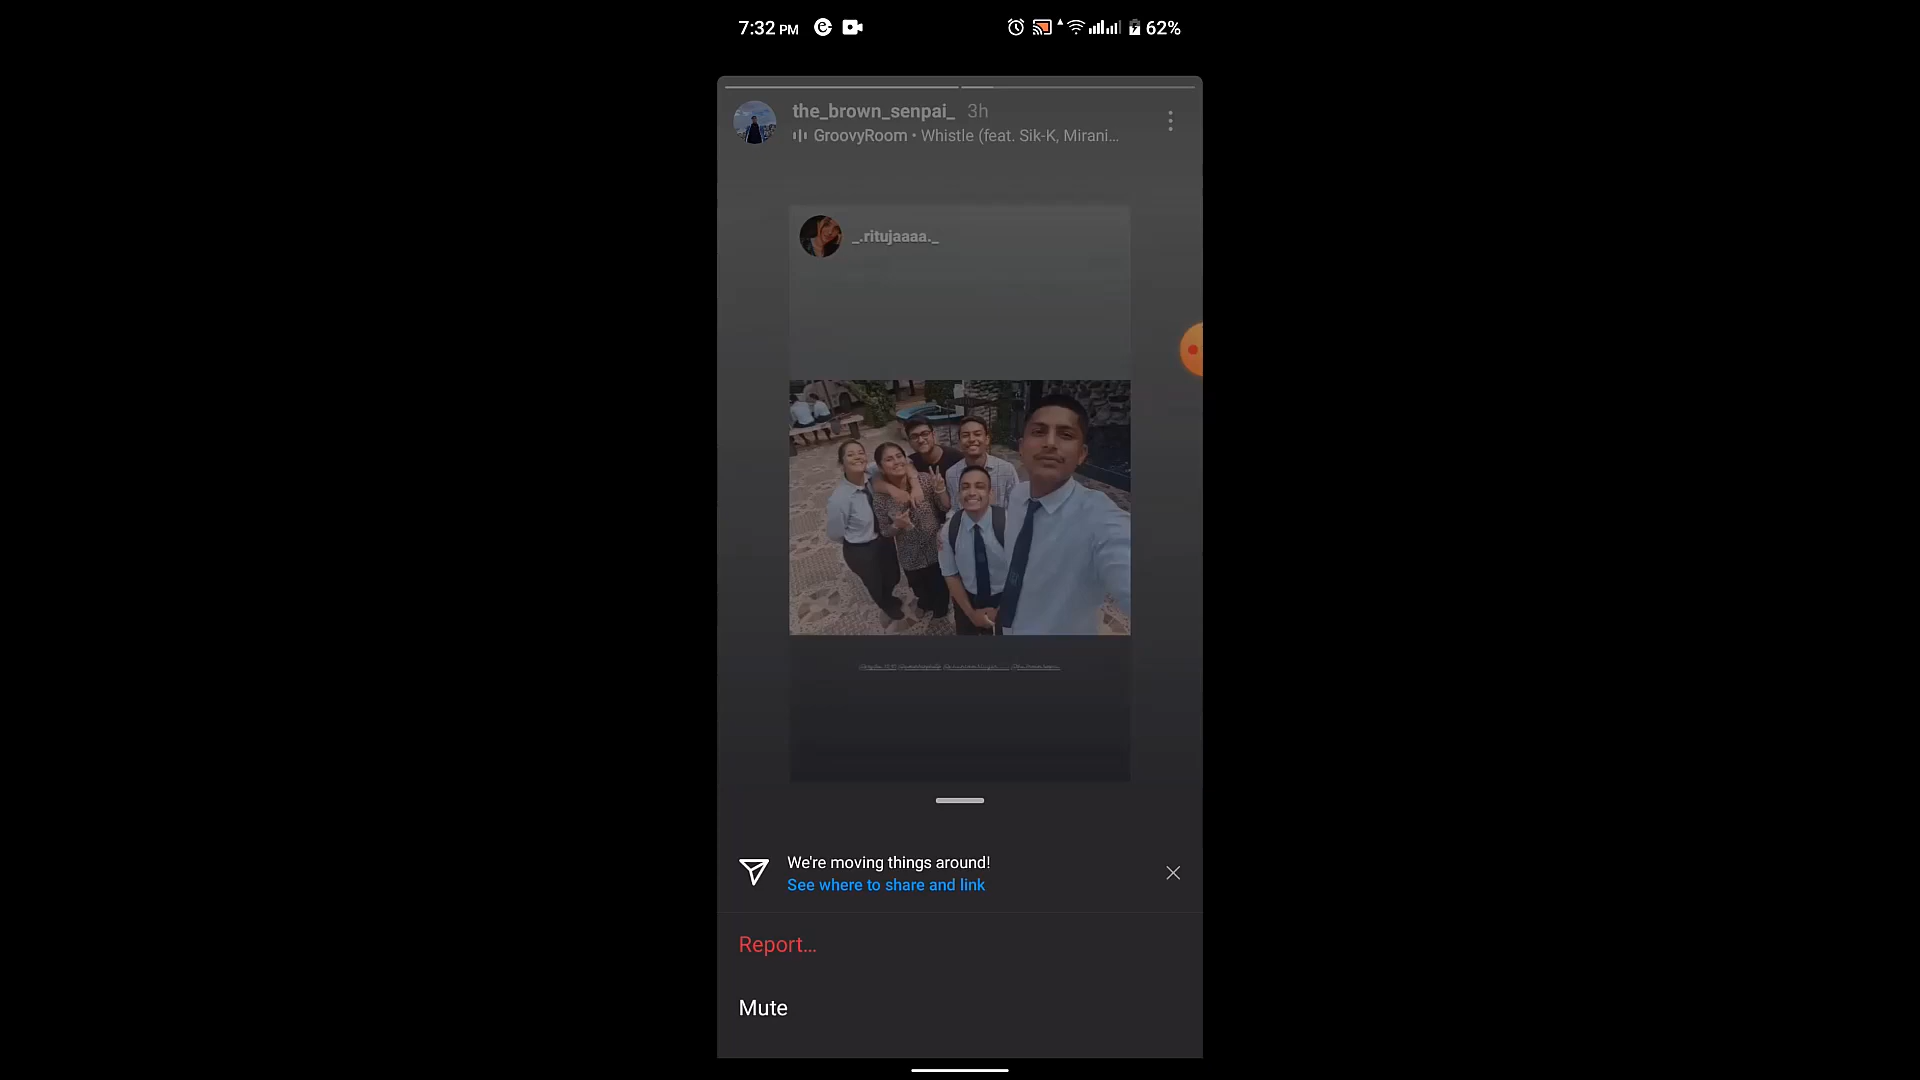 7:32 PM
62%
the_brown_senpai_ 3h
GroovyRoom • Whistle (feat. Sik-K, Mirani...
_.ritujaaaa._
We're moving things around!
See where to share and link
Report...
Mute